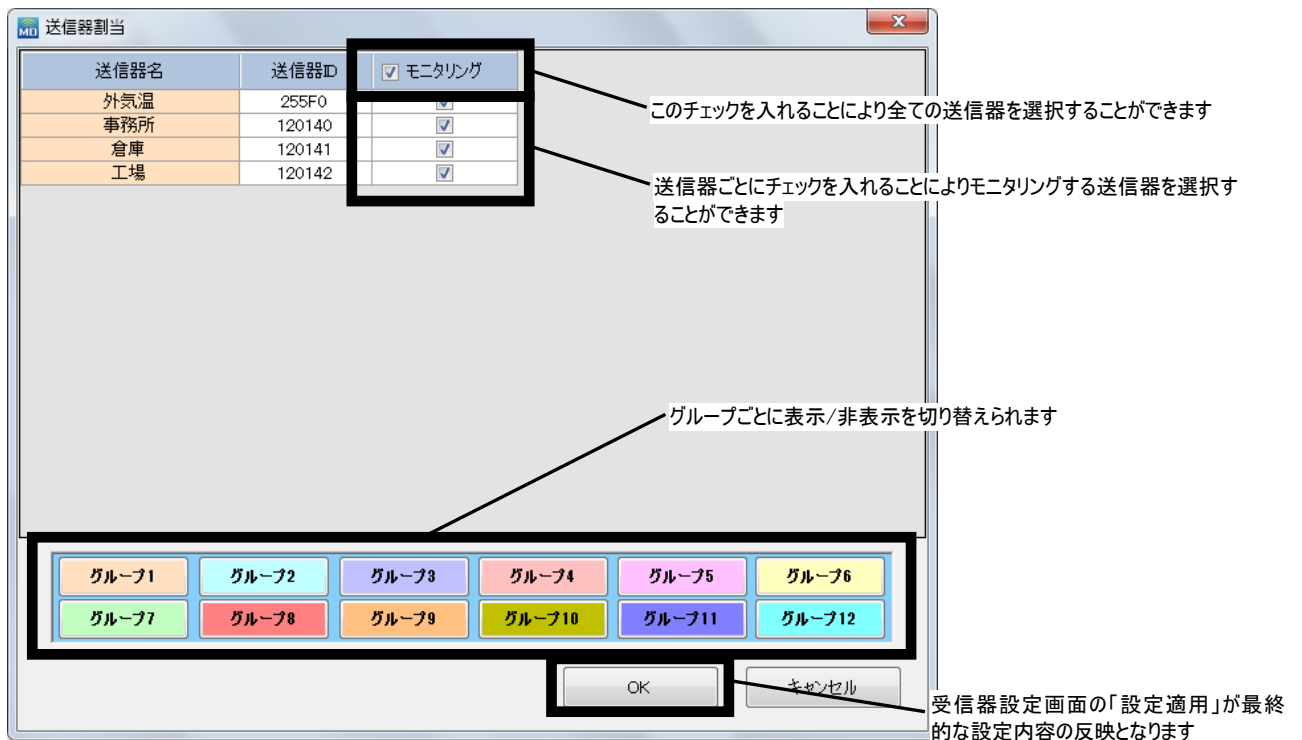 MD 送信器割当
送信器名 送信器ID モニタリング
外気温 255F0
事務所 120140
倉庫 120141
工場 120142
このチェックを入れることにより全ての送信器を選択することができます
送信器ごとにチェックを入れることによりモニタリングする送信器を選択す
ることができます
グループごとに表示/非表示を切り替えられます
グループ1 グループ2 グループ3 グループ4 グループ5 グループ6
グループ7 グループ8 グループ9 グループ10 グループ11 グループ12
OK キャンセル
受信器設定画面の「設定適用」が最終
的な設定内容の反映となります